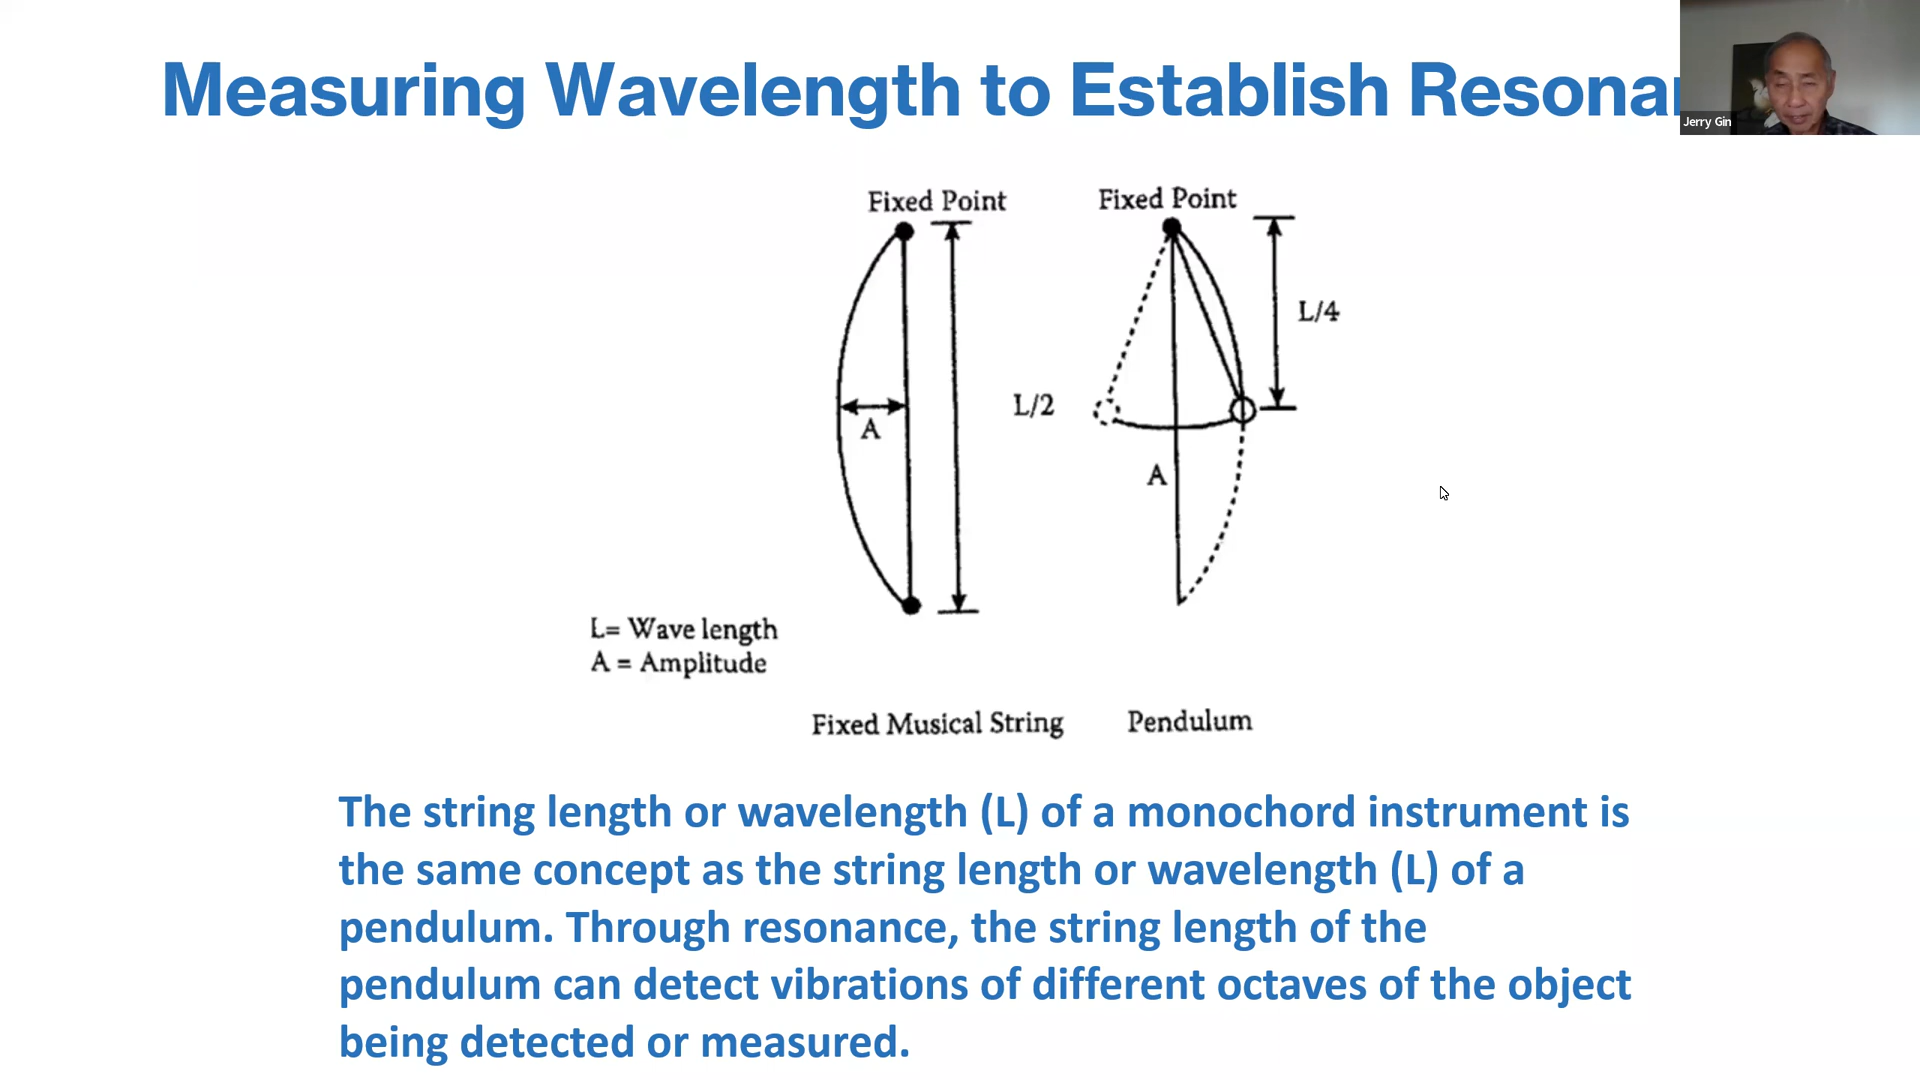 Measuring Wavelength to Establish Resona
Jerry Gin
Fixed Point
Fixed Point
L/4
L/2
A
A
L= Wave length
A = Amplitude
Fixed Musical String
Pendulum
The string length or wavelength (L) of a monochord instrument is
the same concept as the string length or wavelength (L) of a
pendulum. Through resonance, the string length of the
pendulum can detect vibrations of different octaves of the object
being detected or measured.